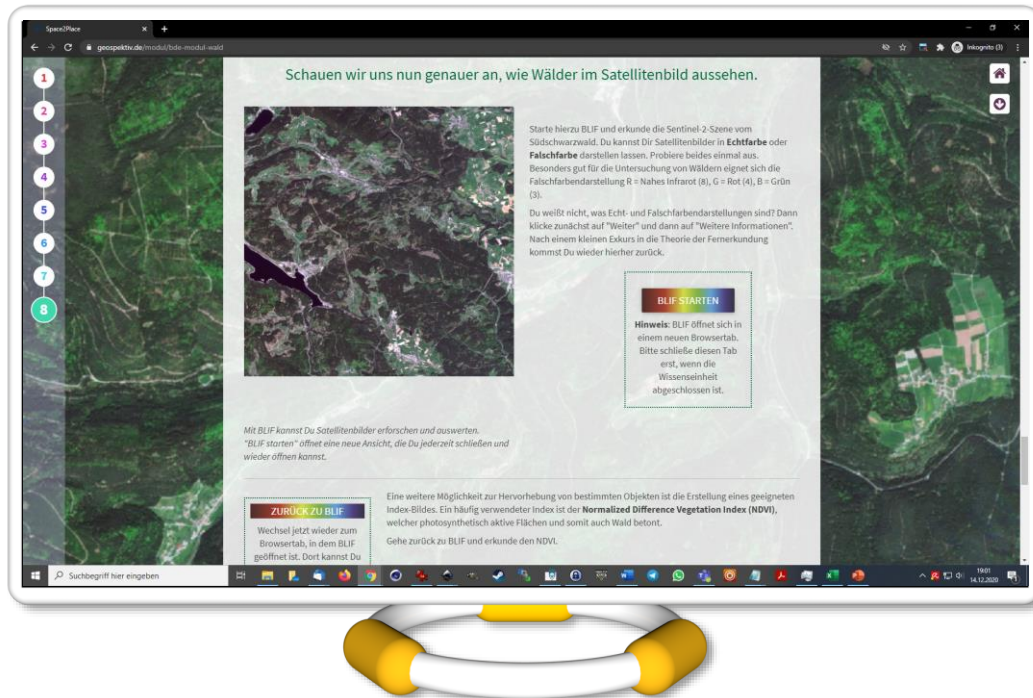 Space2Place
geospektiv.de/modul/bde-modul-wald
Inkognito (3)
1
2
3
4
5
6
7
8
Schauen wir uns nun genauer an, wie Wälder im Satellitenbild aussehen.
Starte hierzu BLIF und erkunde die Sentinel-2-Szene vom
Südschwarzwald. Du kannst Dir Satellitenbilder in Echtfarbe oder
Falschfarbe darstellen lassen. Probiere beides einmal aus.
Besonders gut für die Untersuchung von Wäldern eignet sich die
Falschfarbendarstellung R = Nahes Infrarot (8), G = Rot (4), B = Grün
(3).
Du weißt nicht, was Echt- und Falschfarbendarstellungen sind? Dann
klicke zunächst auf "Weiter" und dann auf "Weitere Informationen".
Nach einem kleinen Exkurs in die Theorie der Fernerkundung
kommst Du wieder hierher zurück.
BLIF STARTEN
Hinweis: BLIF öffnet sich in
einem neuen Browsertab.
Bitte schließe diesen Tab
erst, wenn die
Wissenseinheit
abgeschlossen ist.
Mit BLIF kannst Du Satellitenbilder erforschen und auswerten.
"BLIF starten" öffnet eine neue Ansicht, die Du jederzeit schließen und
wieder öffnen kannst.
ZURÜCK ZU BLIF
Wechsel jetzt wieder zum
Browsertab, in dem BLIF
geöffnet ist. Dort kannst Du
Eine weitere Möglichkeit zur Hervorhebung von bestimmten Objekten ist die Erstellung eines geeigneten
Index-Bildes. Ein häufig verwendeter Index ist der Normalized Difference Vegetation Index (NDVI),
welcher photosynthetisch aktive Flächen und somit auch Wald betont.
Gehe zurück zu BLIF und erkunde den NDVI.
Suchbegriff hier eingeben
19:01
14.12.2020